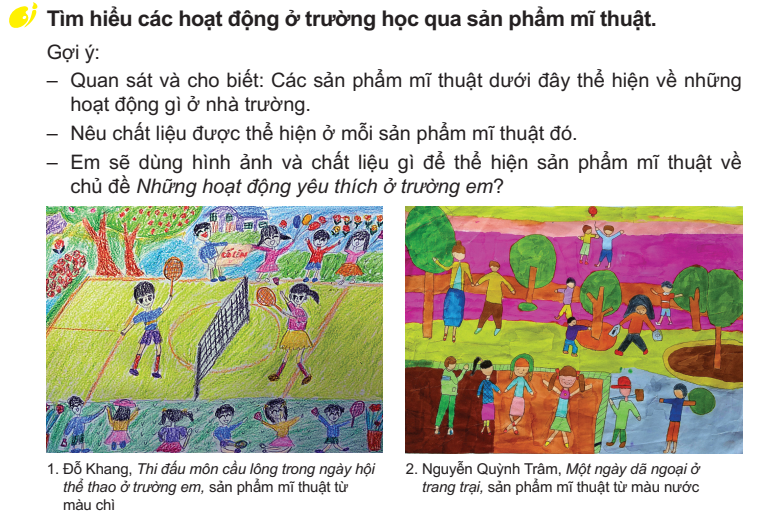 Tìm hiểu các hoạt động ở trường học qua sản phẩm mĩ thuật.
Gợi ý:
– Quan sát và cho biết: Các sản phẩm mĩ thuật dưới đây thể hiện về những
hoạt động gì ở nhà trường.
– Nêu chất liệu được thể hiện ở mỗi sản phẩm mĩ thuật đó.
– Em sẽ dùng hình ảnh và chất liệu gì để thể hiện sản phẩm mĩ thuật về
chủ đề Những hoạt động yêu thích ở trường em?
CỐ LÊN
1. Đỗ Khang, Thi đấu môn cầu lông trong ngày hội
thể thao ở trường em, sản phẩm mĩ thuật từ
màu chì
2. Nguyễn Quỳnh Trâm, Một ngày dã ngoại ở
trang trại, sản phẩm mĩ thuật từ màu nước